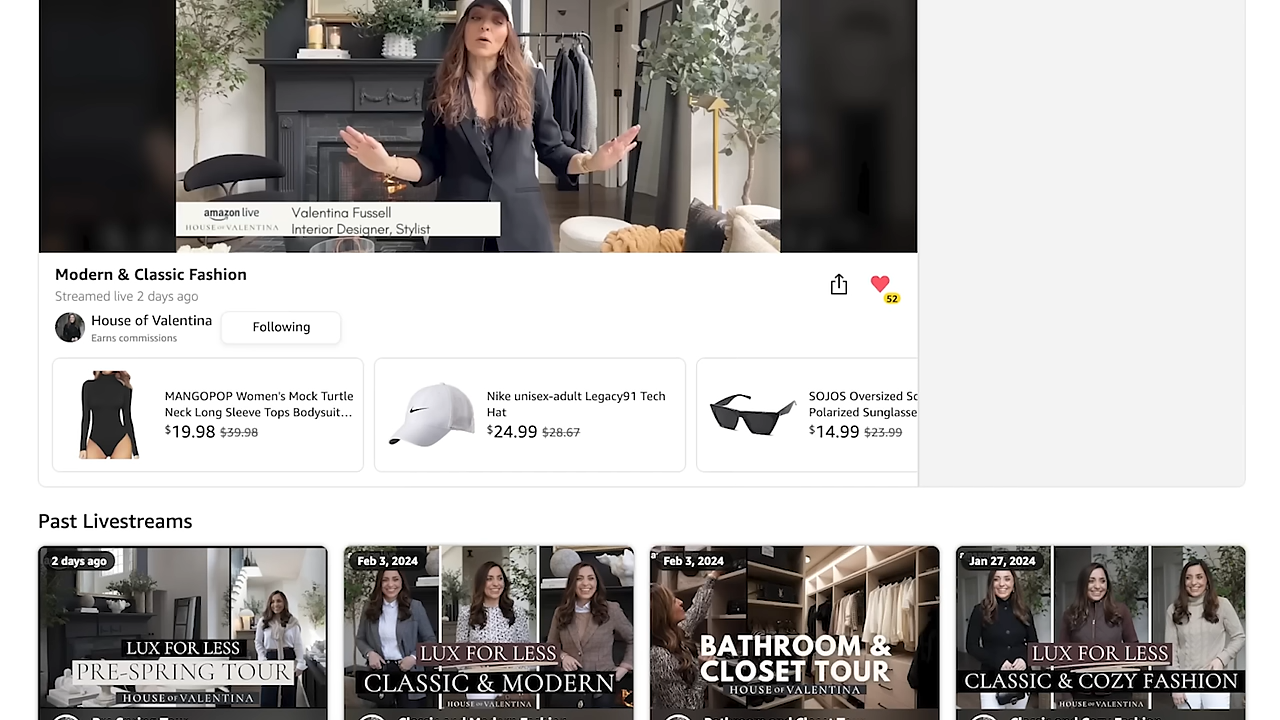 amazon live
HOUSE OF VALENTINA
Valentina Fussell
Interior Designer, Stylist
Modern & Classic Fashion
Streamed live 2 days ago
52
House of Valentina
Earns commissions
Following
MANGOPOP Women's Mock Turtle
Neck Long Sleeve Tops Bodysuit...
$19.98 $39.98
Nike unisex-adult Legacy91 Tech
Hat
$24.99 $28.67
SOJOS Oversized Sq
Polarized Sunglasse
$14.99 $23.99
Past Livestreams
2 days ago
LUX FOR LESS
PRE-SPRING TOUR
HOUSE OF VALENTINA
Feb 3, 2024
LUX FOR LESS
CLASSIC & MODERN
HOUSE OF VALENTINA
Feb 3, 2024
BATHROOM &
CLOSET TOUR
HOUSE OF VALENTINA
Jan 27, 2024
LUX FOR LESS
CLASSIC & COZY FASHION
HOUSE OF VALENTINA